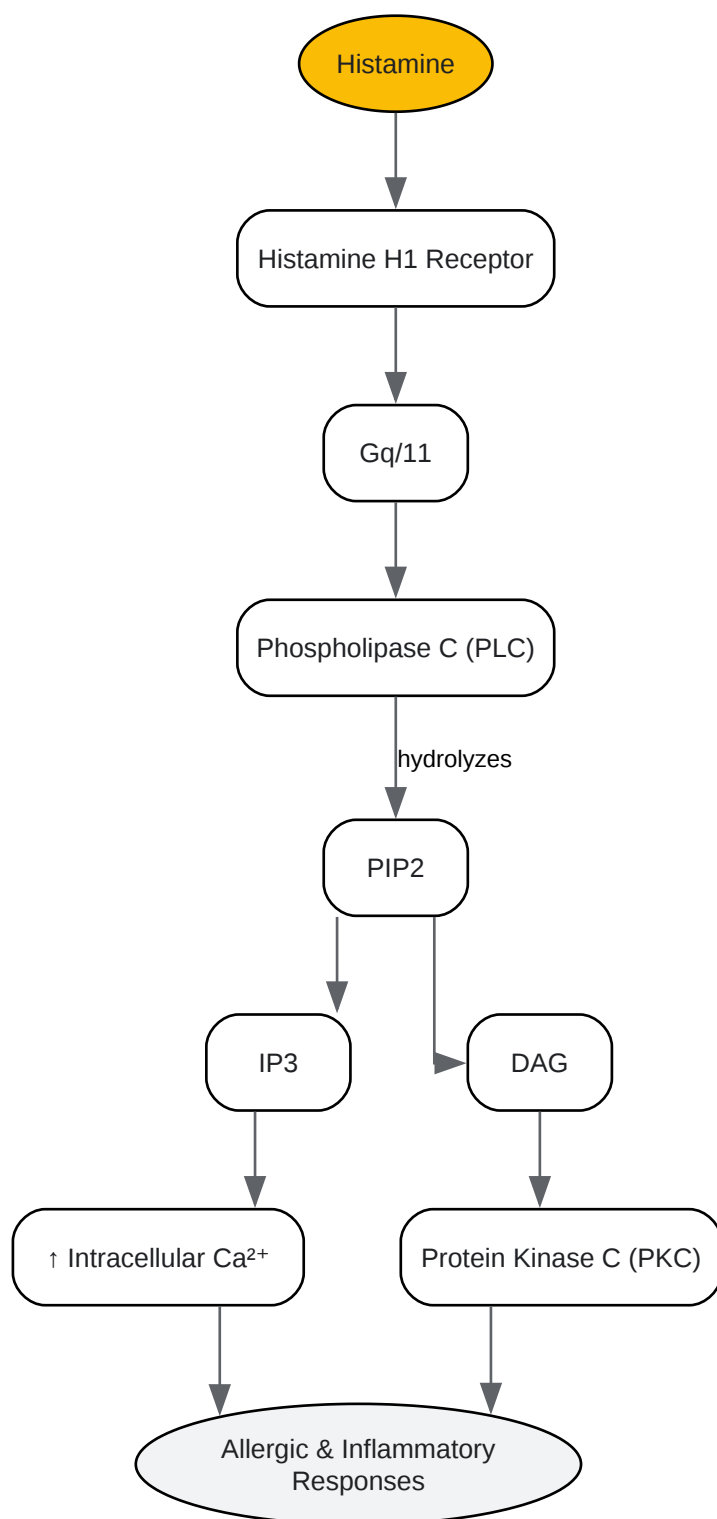 Histamine
Histamine H1 Receptor
Gq/11
Phospholipase C (PLC)
hydrolyzes
PIP2
IP3
DAG
↑ Intracellular Ca²⁺
Protein Kinase C (PKC)
Allergic & Inflammatory
Responses